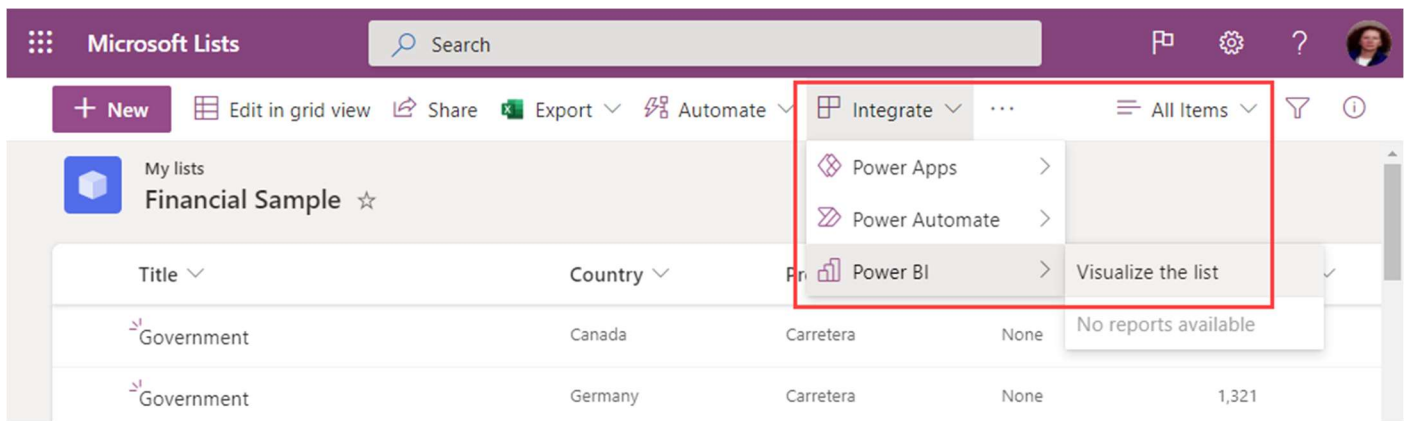 Microsoft Lists
Search
?
+ New
Edit in grid view
Share
Export
Automate
Integrate
...
All Items
My lists
Financial Sample
Power Apps
Power Automate
Power BI
Visualize the list
No reports available
Title
Country
Government
Canada
Carretera
None
Government
Germany
Carretera
None
1,321